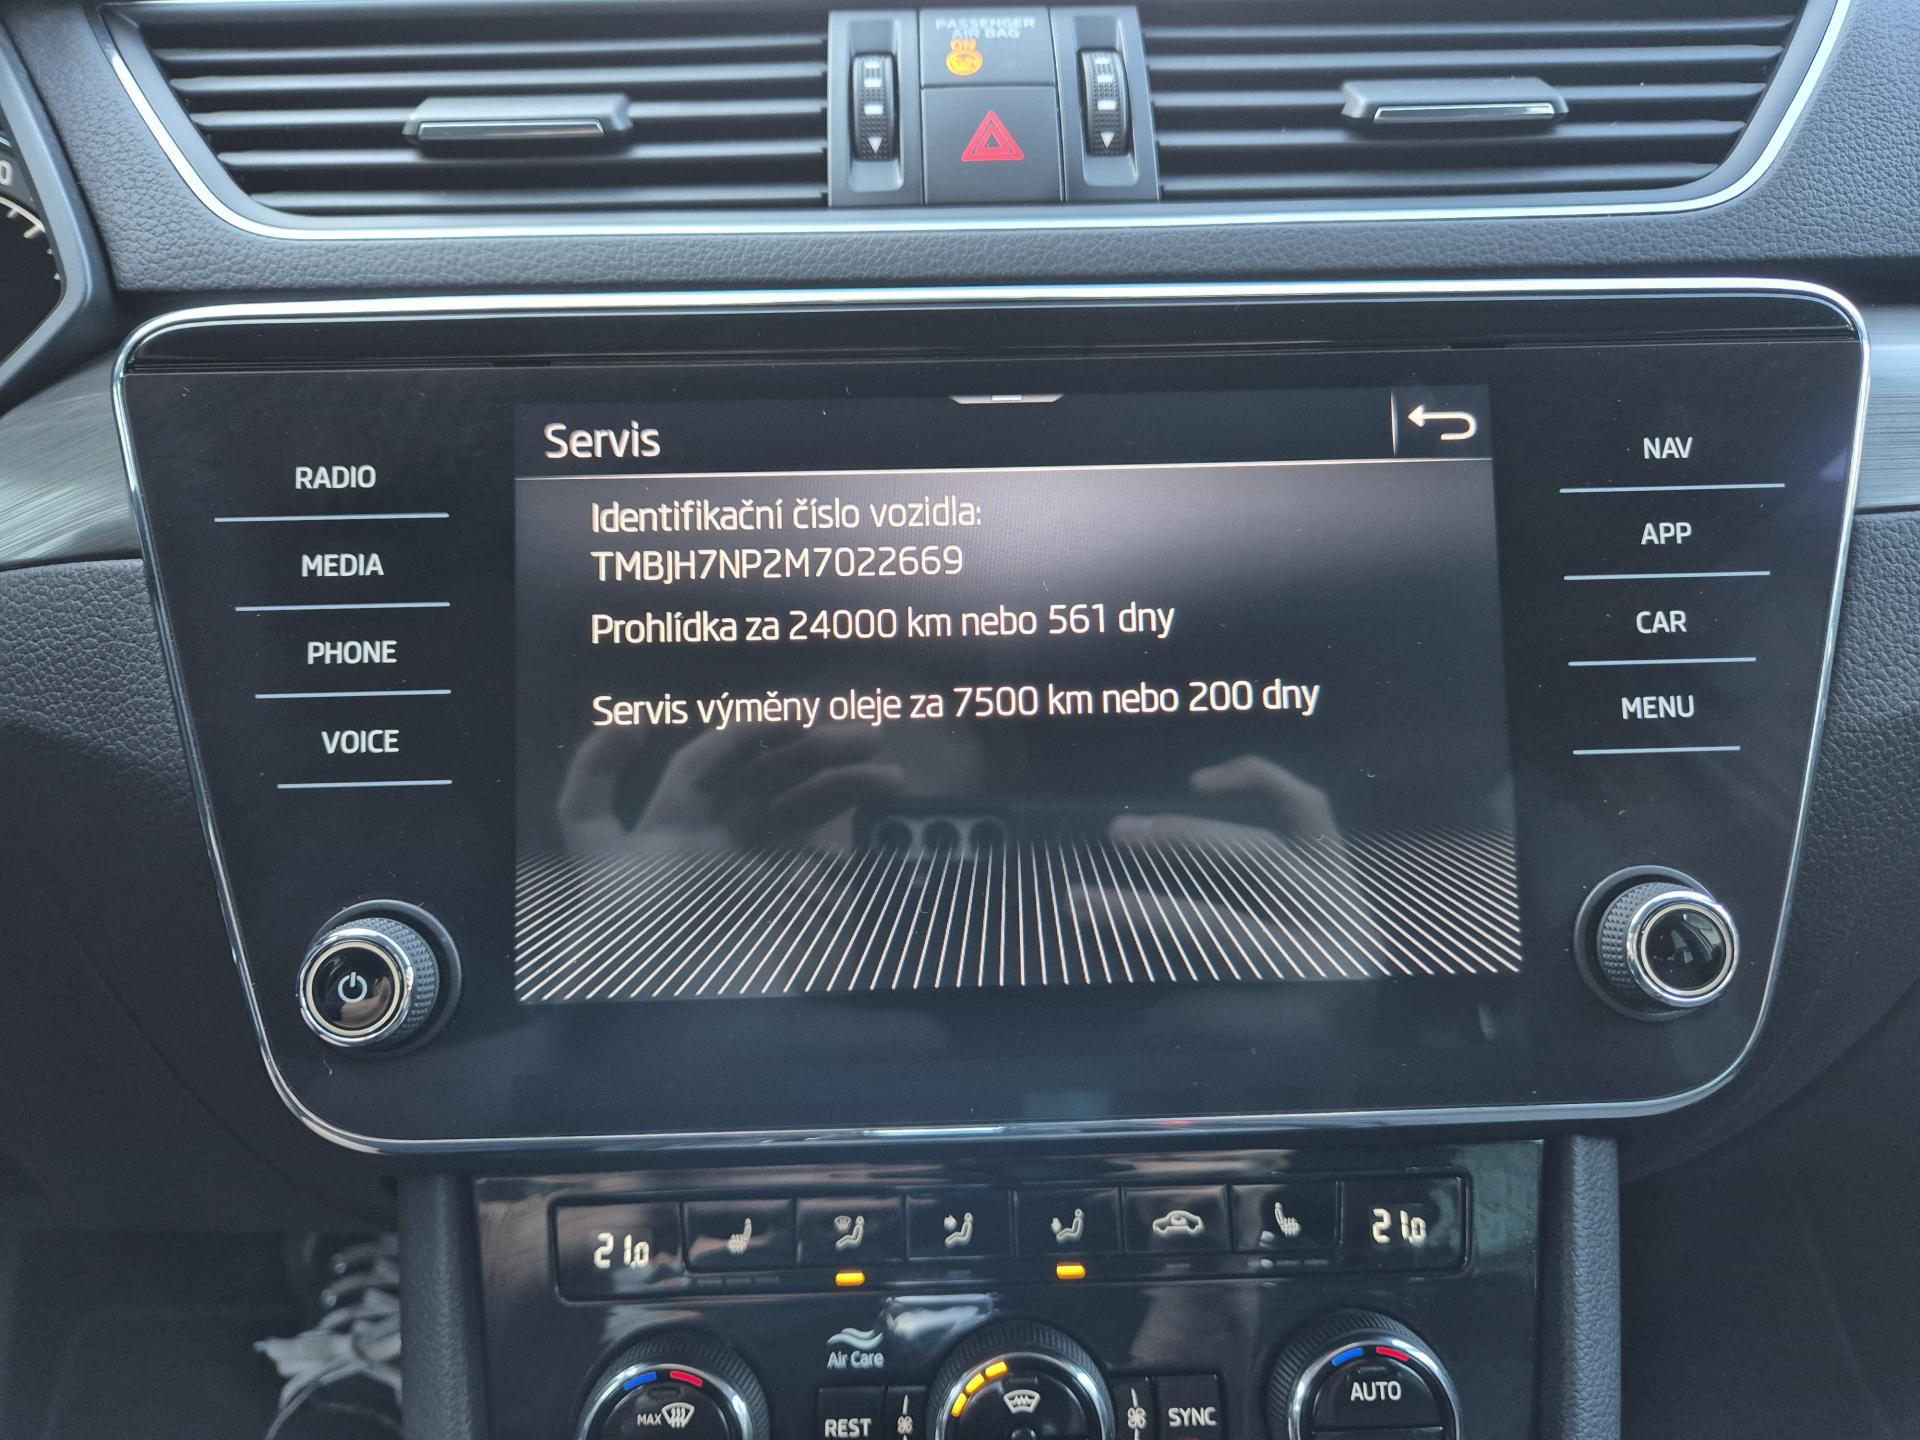 PASSENGER
AIR BAG
ON
Servis
RADIO
MEDIA
PHONE
VOICE
Identifikační číslo vozidla:
TMBJH7NP2M7022669
Prohlídka za 24000 km nebo 561 dny
Servis výměny oleje za 7500 km nebo 200 dny
NAV
APP
CAR
MENU
21.0
21.0
Air Care
MAX
REST
SYNC
AUTO